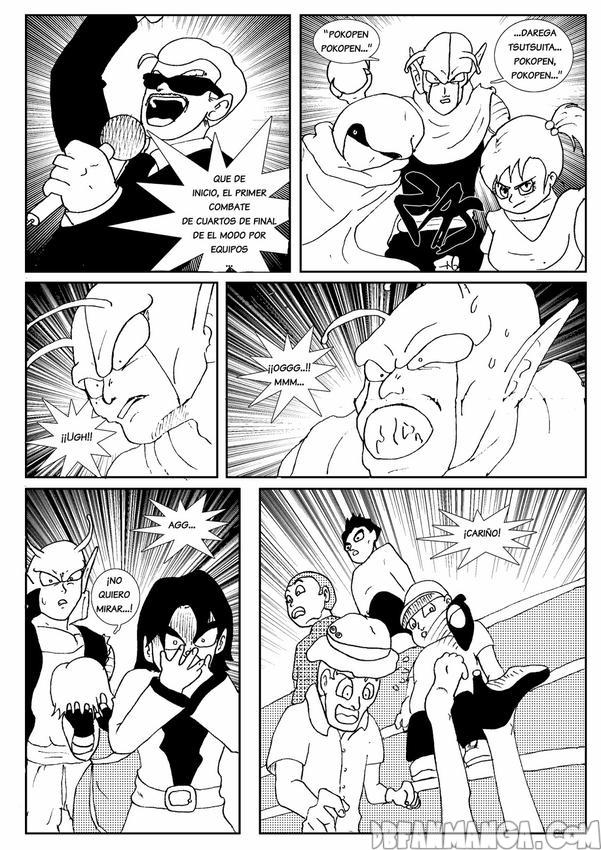 QUE DE
INICIO, EL PRIMER
COMBATE
DE CUARTOS DE FINAL
DE EL MODO POR
EQUIPOS
...
"POKOPEN
POKOPEN..."
...DAREGA
TSUTSUITA...
POKOPEN,
POKOPEN..."
¡¡UGH!!
¡¡OGGG..!!
MMM...
¡NO
QUIERO
MIRAR...!
AGG...
¡CARIÑO!
DBFANMANGA.COM